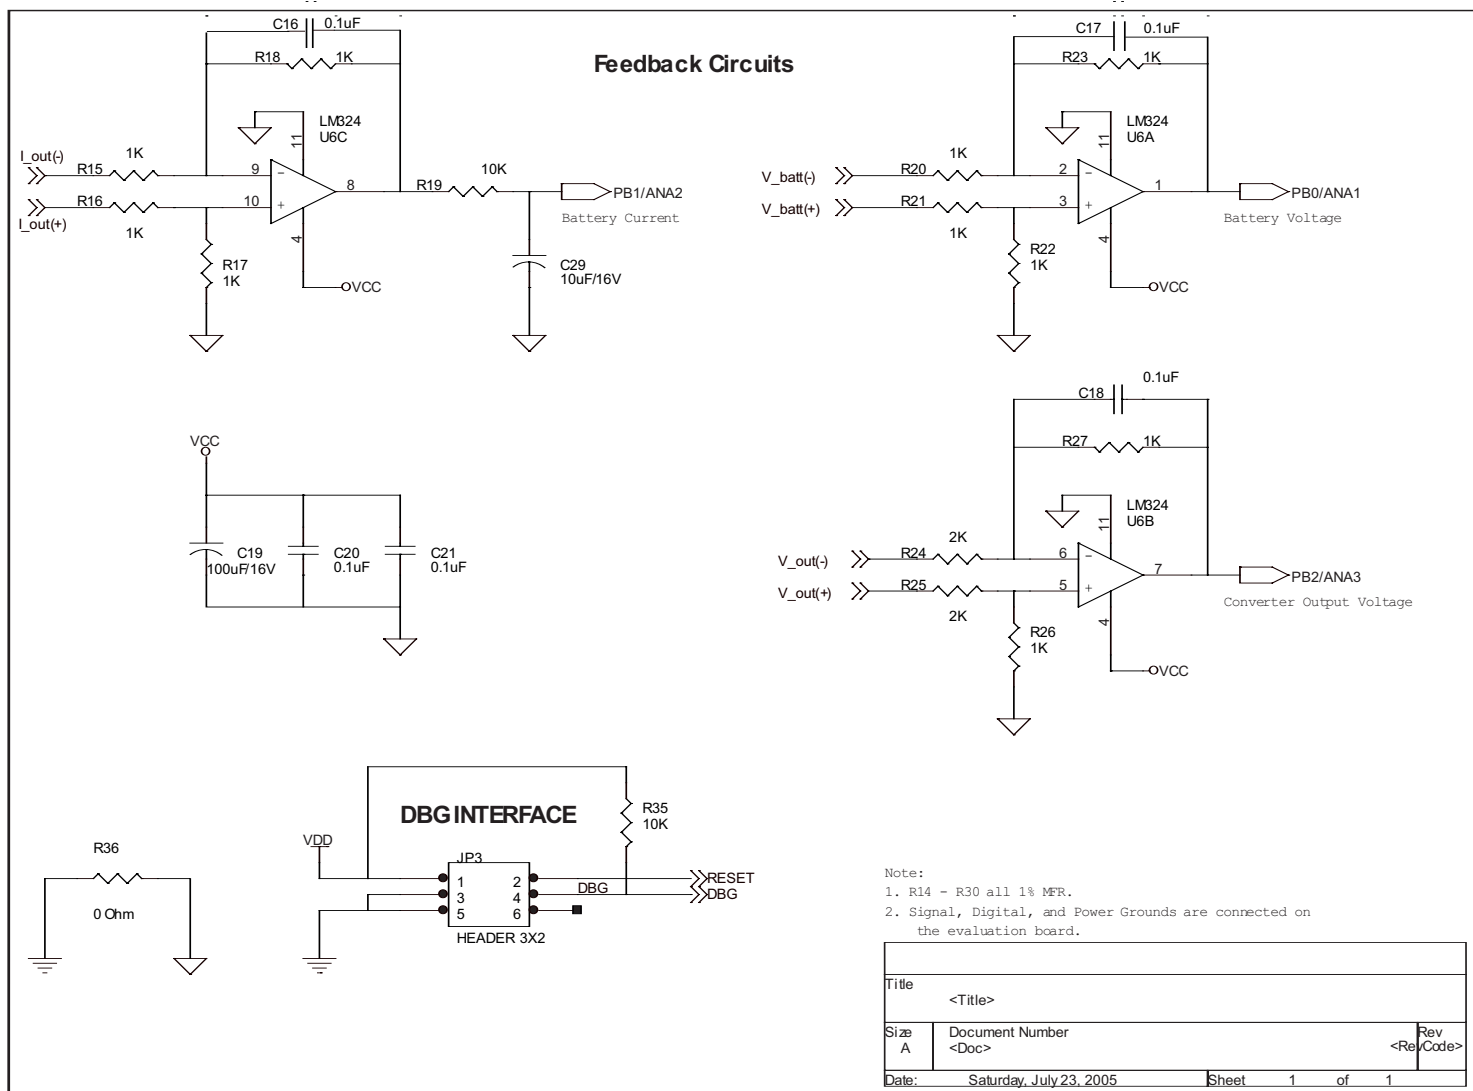 Feedback Circuits
C16 0.1uF
R18 1K
LM324
U6C
11
I_out(-)
R15
1K
9
8
R16
10
I_out(+)
1K
4
R17
1K
VCC
R19
10K
PB1/ANA2
Battery Current
C29
10uF/16V
C17 0.1uF
R23 1K
LM324
U6A
11
V_batt(-)
R20
1K
2
1
V_batt(+)
R21
3
1K
4
R22
1K
VCC
PB0/ANA1
Battery Voltage
VCC
C19
100uF/16V
C20
0.1uF
C21
0.1uF
C18 0.1uF
R27 1K
LM324
U6B
11
V_out(-)
R24
2K
6
7
V_out(+)
R25
5
2K
4
R26
1K
VCC
PB2/ANA3
Converter Output Voltage
R36
0 Ohm
DBG INTERFACE
R35
10K
VDD
JP3
1 2
3 4
5 6
DBG
RESET
DBG
HEADER 3X2
Note:
1. R14 - R30 all 1% MFR.
2. Signal, Digital, and Power Grounds are connected on
the evaluation board.
Title
<Title>
Size
A
Document Number
<Doc>
Rev
<RevCode>
Date: Saturday, July 23, 2005 Sheet 1 of 1